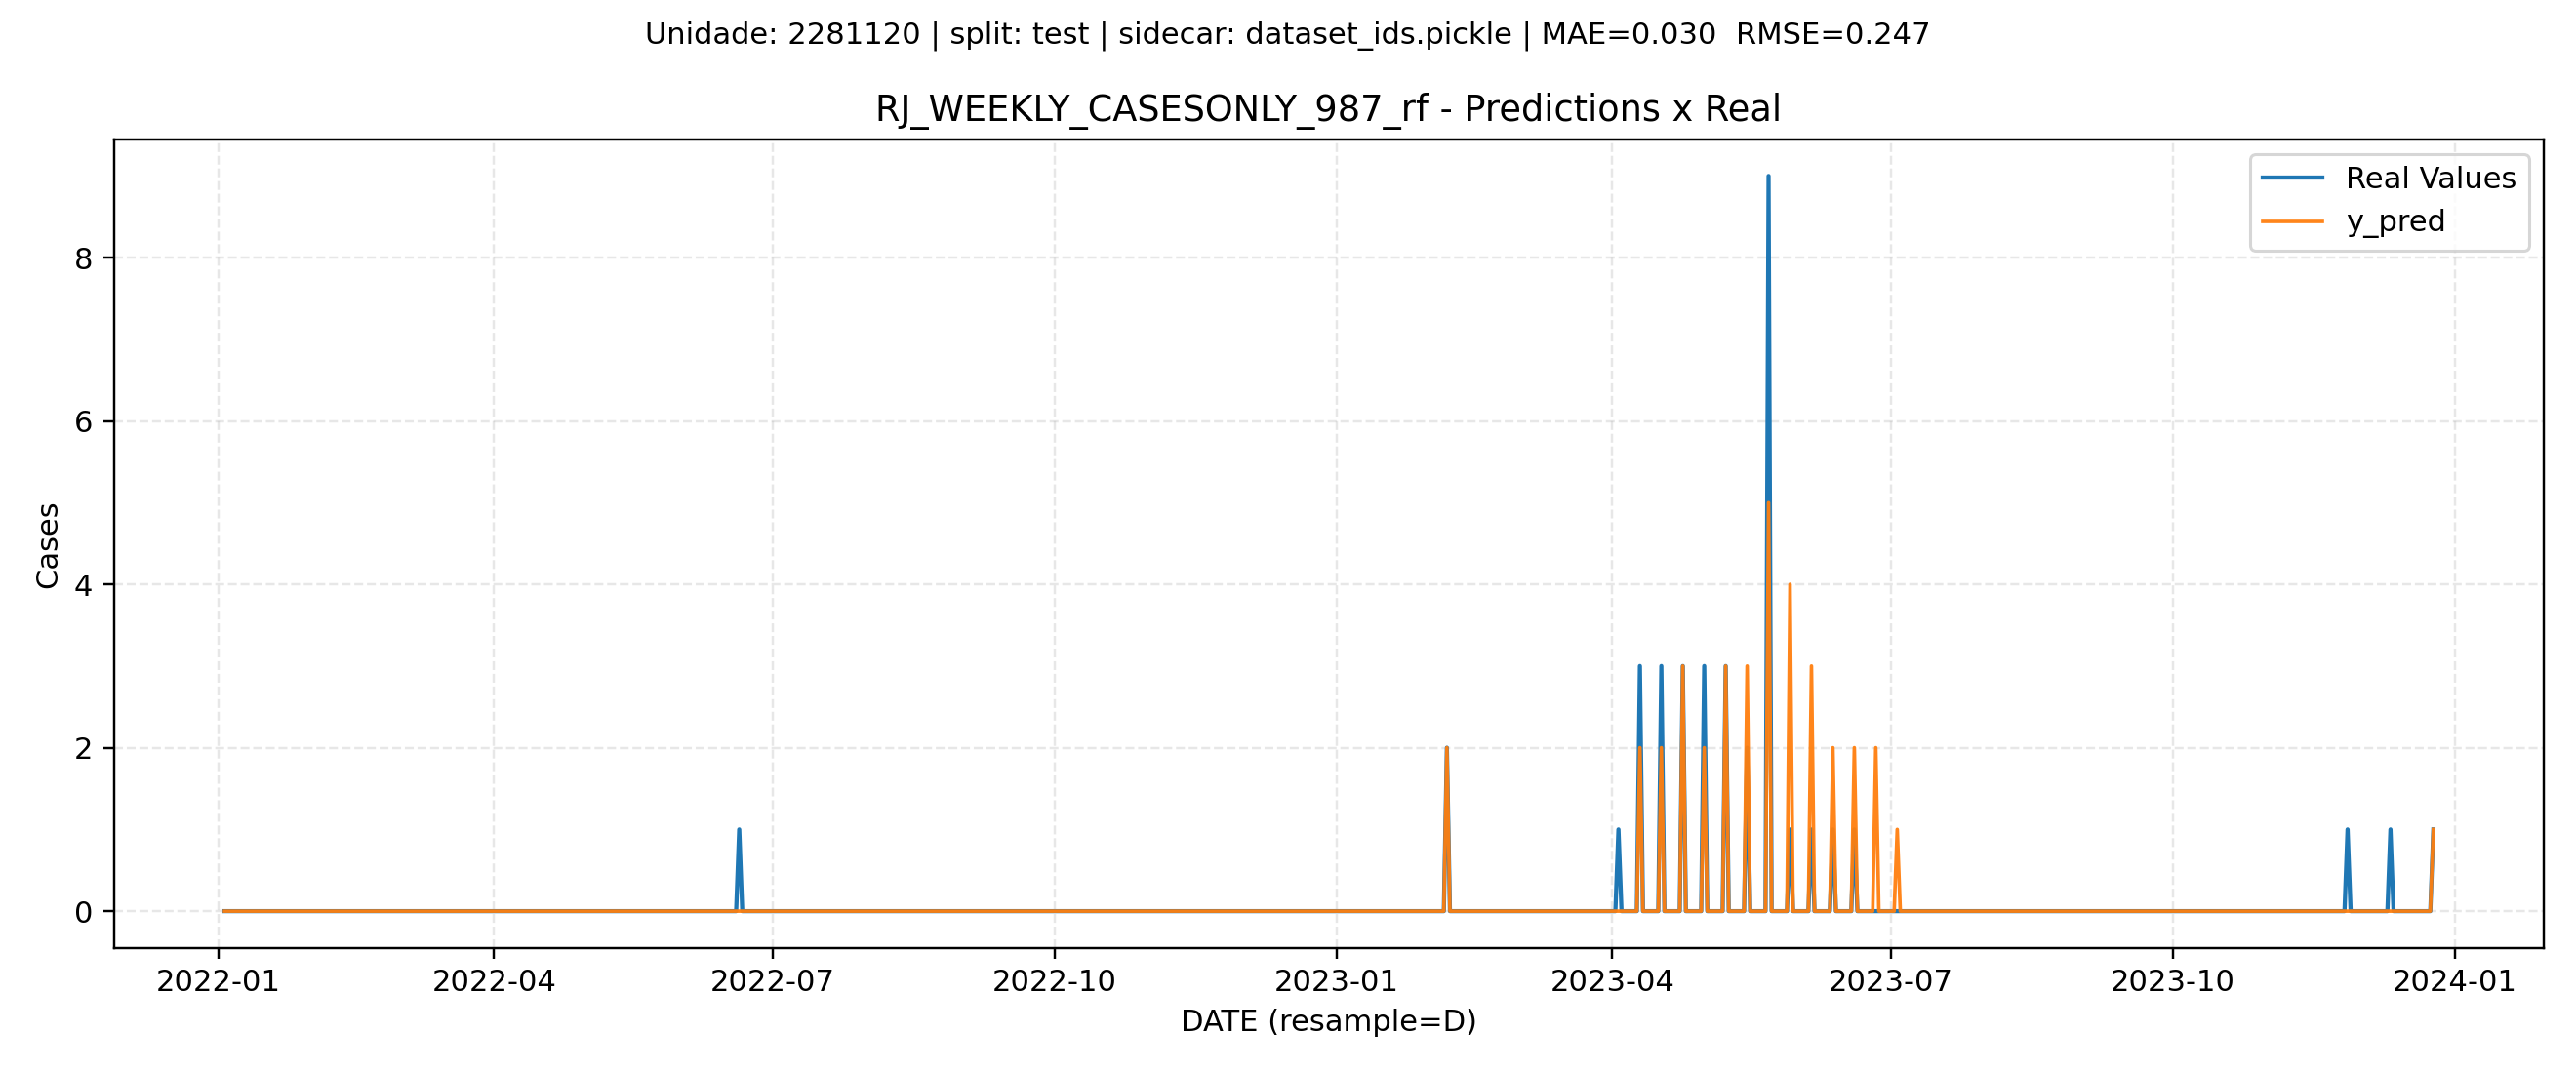 Unidade: 2281120 | split: test | sidecar: dataset_ids.pickle | MAE=0.030  RMSE=0.247
RJ_WEEKLY_CASESONLY_987_rf - Predictions x Real
Real Values
y_pred
Cases
8
6
4
2
0
2022-01
2022-04
2022-07
2022-10
2023-01
2023-04
2023-07
2023-10
2024-01
DATE (resample=D)